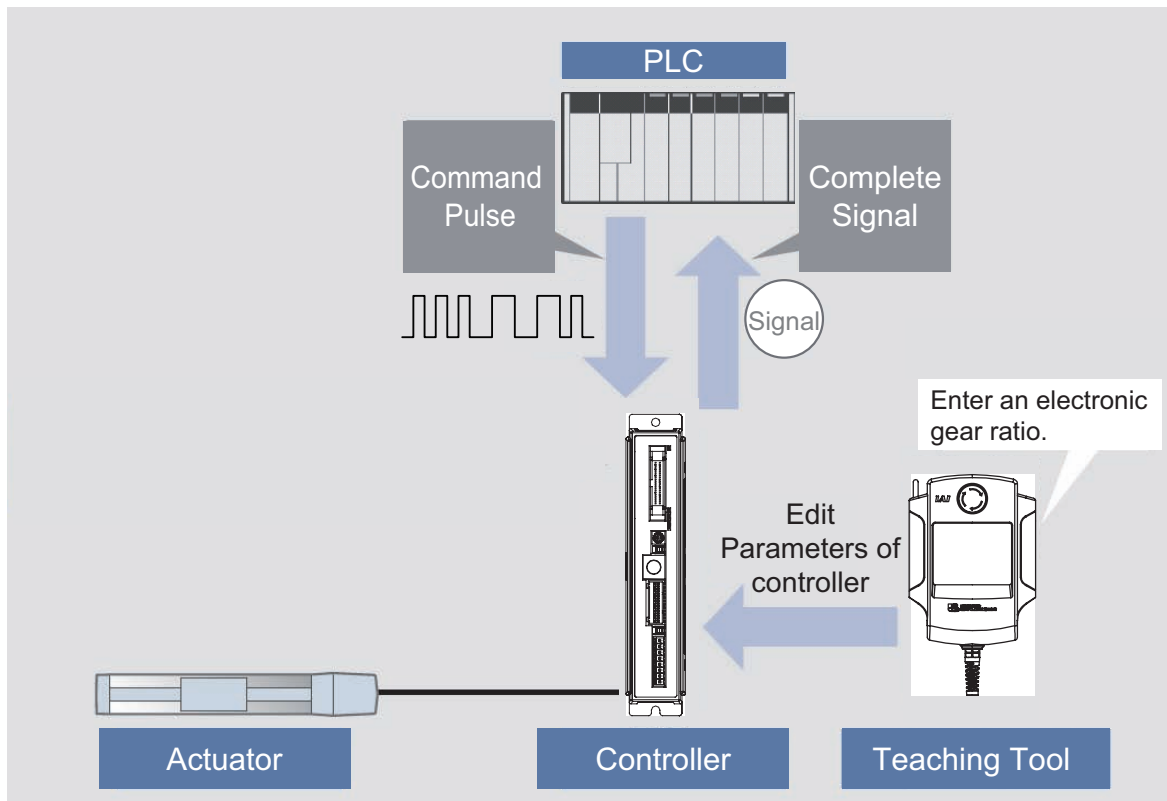 PLC
Command
Pulse
Complete
Signal
Signal
Enter an electronic
gear ratio.
IAI
Edit
Parameters of
controller
Actuator
Controller
Teaching Tool